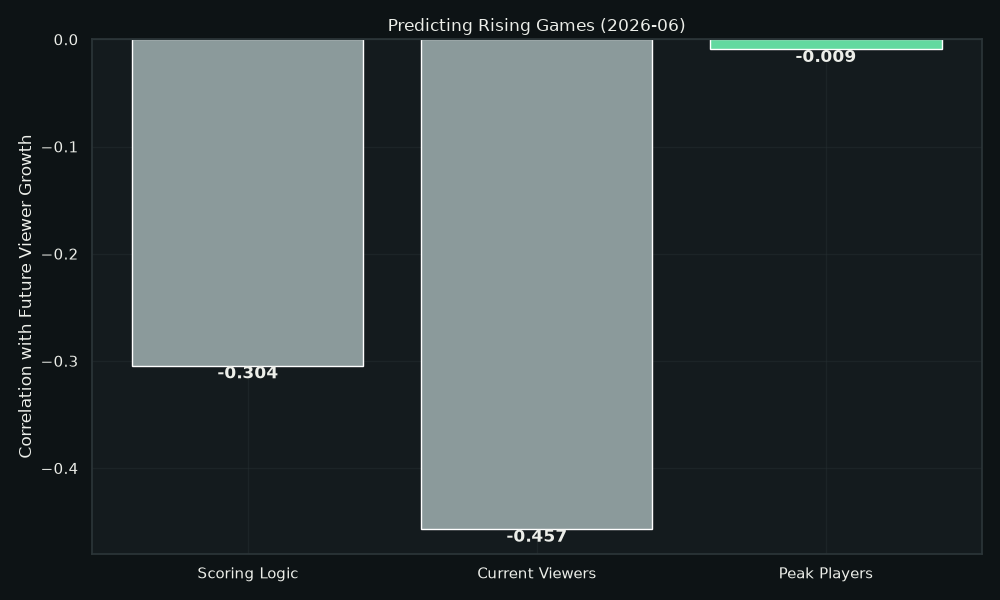 Predicting Rising Games (2026-06)
Correlation with Future Viewer Growth
0.0
−0.1
−0.2
−0.3
−0.4
-0.304
-0.457
-0.009
Scoring Logic
Current Viewers
Peak Players